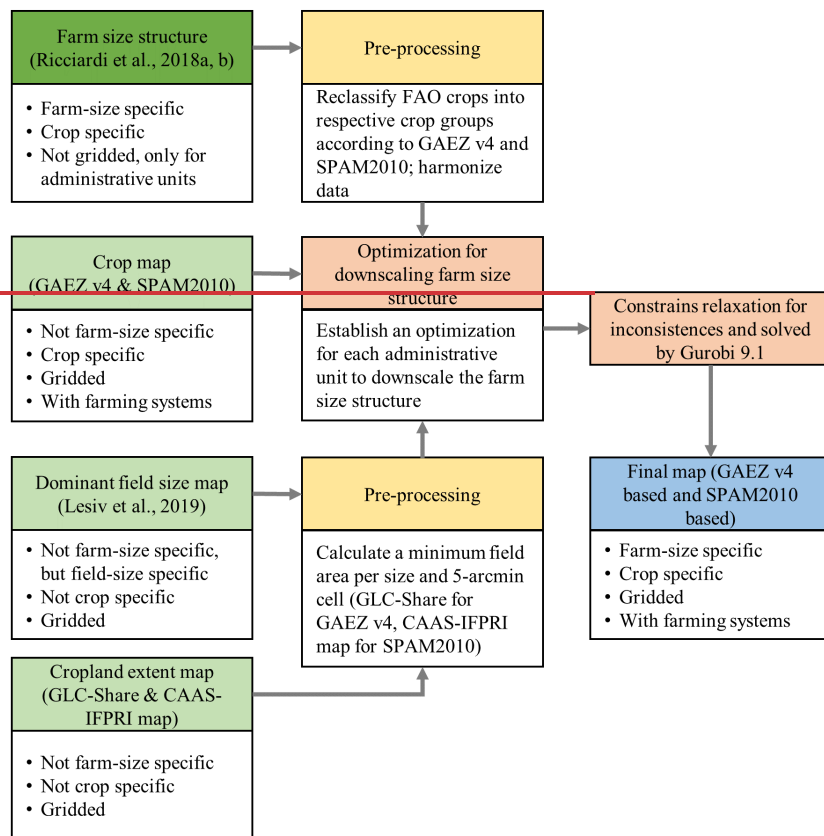 Farm size structure
(Ricciardi et al., 2018a, b)
• Farm-size specific
• Crop specific
• Not gridded, only for
administrative units
Pre-processing
Reclassify FAO crops into
respective crop groups
according to GAEZ v4 and
SPAM2010; harmonize
data
Crop map
(GAEZ v4 & SPAM2010)
• Not farm-size specific
• Crop specific
• Gridded
• With farming systems
Optimization for
downscaling farm size
structure
Establish an optimization
for each administrative
unit to downscale the farm
size structure
Constrains relaxation for
inconsistences and solved
by Gurobi 9.1
Dominant field size map
(Lesiv et al., 2019)
• Not farm-size specific,
but field-size specific
• Not crop specific
• Gridded
Pre-processing
Calculate a minimum field
area per size and 5-arcmin
cell (GLC-Share for
GAEZ v4, CAAS-IFPRI
map for SPAM2010)
Final map (GAEZ v4
based and SPAM2010
based)
• Farm-size specific
• Crop specific
• Gridded
• With farming systems
Cropland extent map
(GLC-Share & CAAS-
IFPRI map)
• Not farm-size specific
• Not crop specific
• Gridded